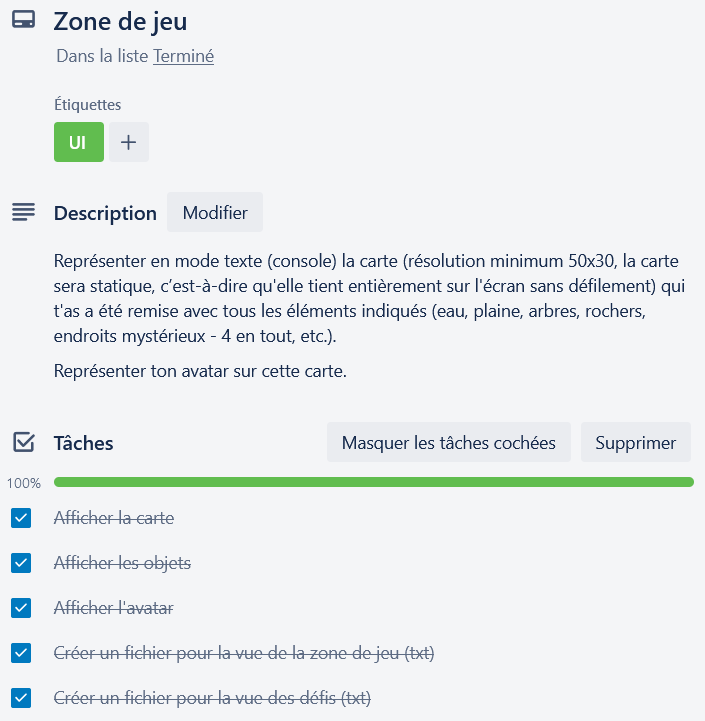 Zone de jeu
Dans la liste Terminé
Étiquettes
UI +
Description Modifier
Représenter en mode texte (console) la carte (résolution minimum 50x30, la carte
sera statique, c’est-à-dire qu'elle tient entièrement sur l'écran sans défilement) qui
t'as a été remise avec tous les éléments indiqués (eau, plaine, arbres, rochers,
endroits mystérieux - 4 en tout, etc.).
Représenter ton avatar sur cette carte.
Tâches Masquer les tâches cochées Supprimer
100%
Afficher la carte
Afficher les objets
Afficher l'avatar
Créer un fichier pour la vue de la zone de jeu (txt)
Créer un fichier pour la vue des défis (txt)